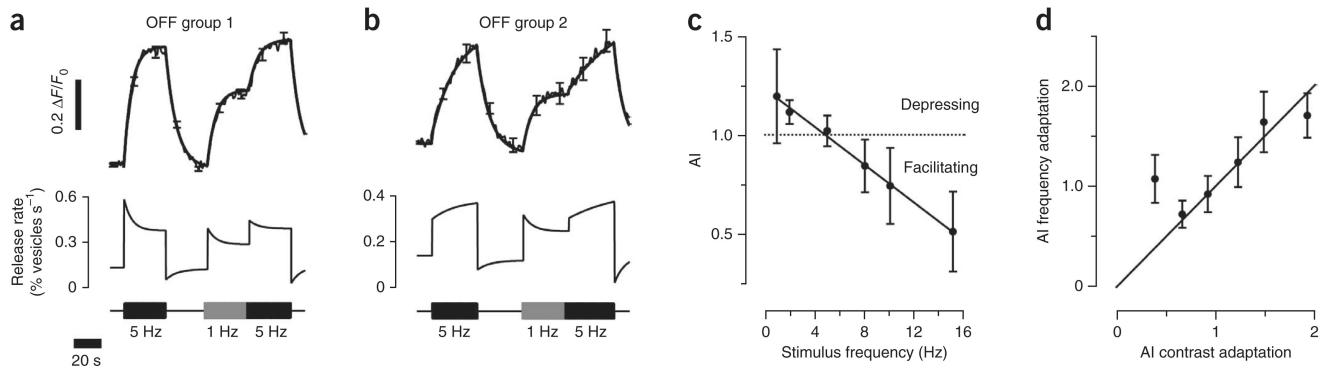 a
OFF group 1
0.2 ΔF/F0
Release rate
(% vesicles s–1)
0.6
0.3
0
5 Hz
1 Hz
5 Hz
20 s
b
OFF group 2
0.4
0.2
0
5 Hz
1 Hz
5 Hz
c
AI
1.5
1.0
0.5
Depressing
Facilitating
0
4
8
12
16
Stimulus frequency (Hz)
d
AI frequency adaptation
2.0
1.0
0
0
1
2
AI contrast adaptation